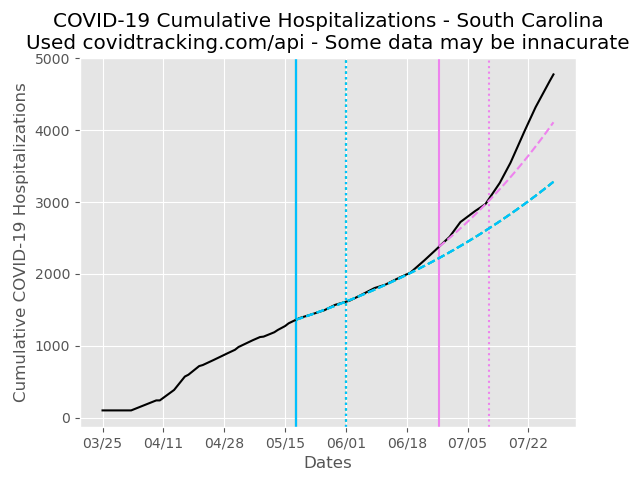 COVID-19 Cumulative Hospitalizations - South Carolina
Used covidtracking.com/api - Some data may be innacurate
Cumulative COVID-19 Hospitalizations
5000
4000
3000
2000
1000
0
03/25 04/11 04/28 05/15 06/01 06/18 07/05 07/22
Dates